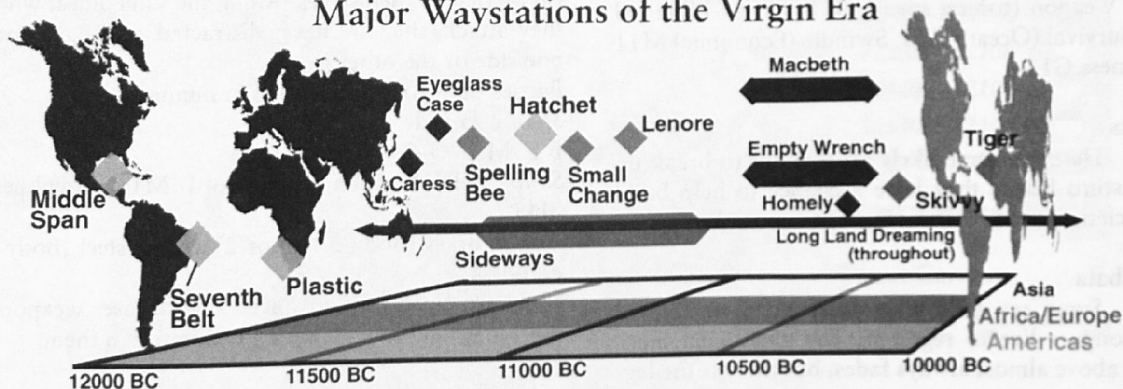 Major Waystations of the Virgin Era
Macbeth
Eyeglass
Case
Hatchet
Lenore
Tiger
Empty Wrench
Caress
Spelling
Bee
Small
Change
Middle
Span
Homely
Skivvy
Long Land Dreaming
(throughout)
Sideways
Seventh
Belt
Plastic
Asia
Africa/Europe
Americas
12000 BC
11500 BC
11000 BC
10500 BC
10000 BC